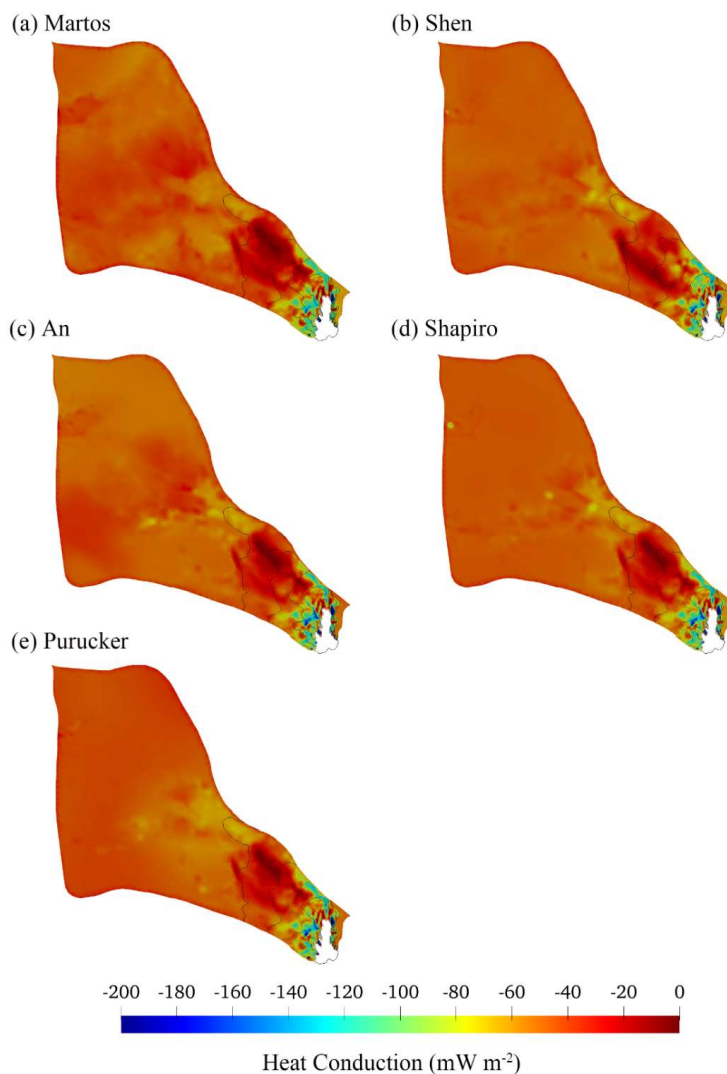 (a) Martos
(b) Shen
(c) An
(d) Shapiro
(e) Purucker
-200 -180 -160 -140 -120 -100 -80 -60 -40 -20 0
Heat Conduction (mW m⁻²)